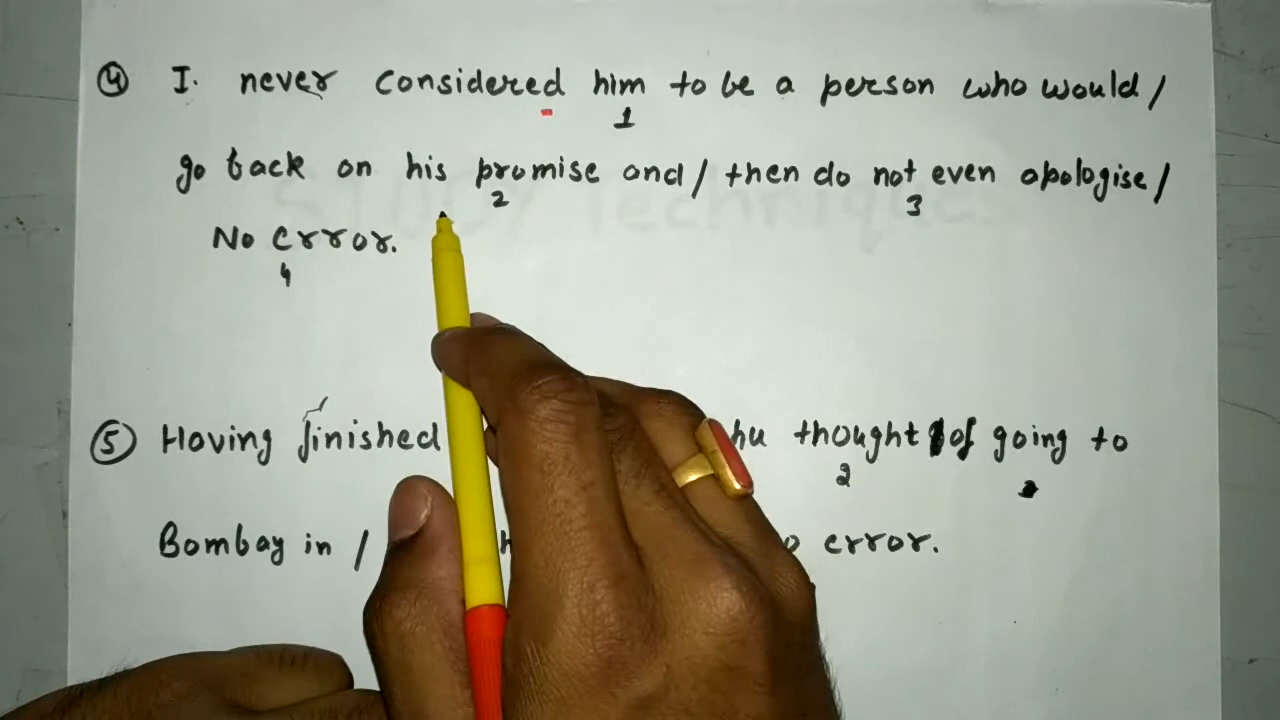 ④ I. never considered him to be a person who would /
1
go back on his promise and / then do not even apologise /
2 3
No error.
4
⑤ Having finished thought of going to
2
Bombay in / error.